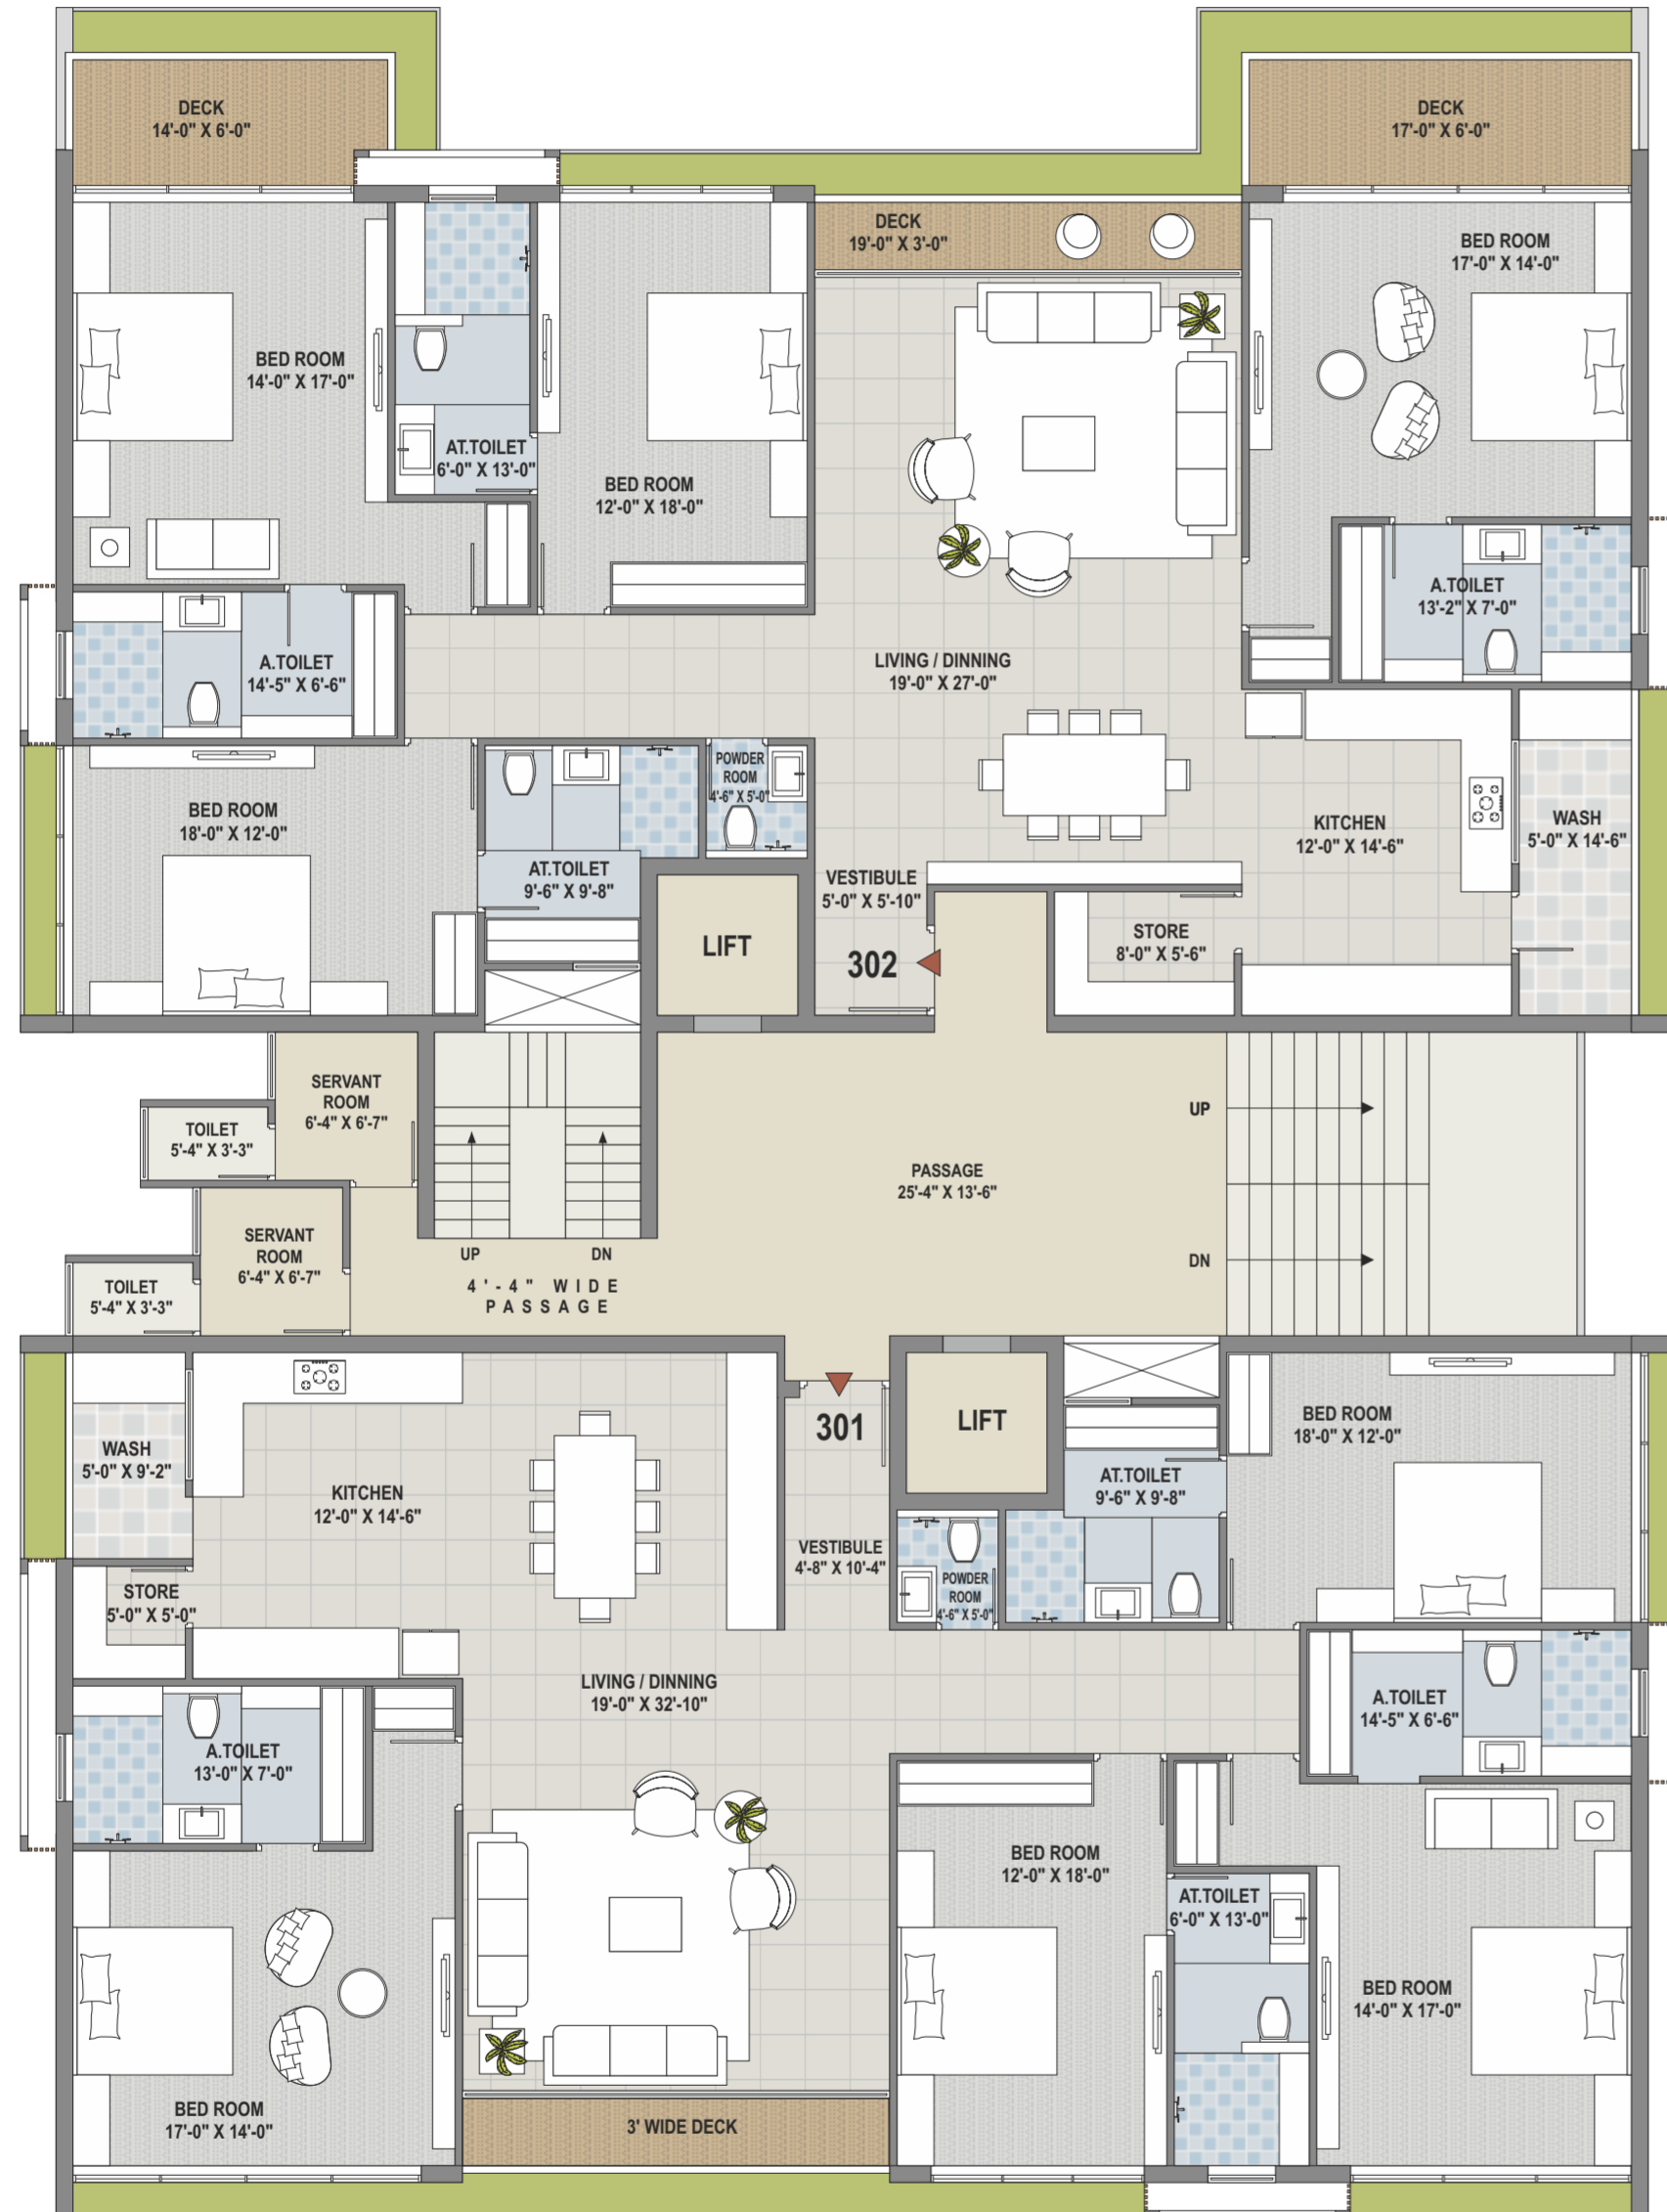 DECK
14'-0" X 6'-0"
DECK
17'-0" X 6'-0"
DECK
19'-0" X 3'-0"
BED ROOM
17'-0" X 14'-0"
BED ROOM
14'-0" X 17'-0"
AT.TOILET
6'-0" X 13'-0"
BED ROOM
12'-0" X 18'-0"
A.TOILET
13'-2" X 7'-0"
A.TOILET
14'-5" X 6'-6"
LIVING / DINNING
19'-0" X 27'-0"
BED ROOM
18'-0" X 12'-0"
POWDER
ROOM
4'-6" X 5'-0"
KITCHEN
12'-0" X 14'-6"
WASH
5'-0" X 14'-6"
AT.TOILET
9'-6" X 9'-8"
VESTIBULE
5'-0" X 5'-10"
LIFT
302
STORE
8'-0" X 5'-6"
SERVANT
ROOM
6'-4" X 6'-7"
TOILET
5'-4" X 3'-3"
UP
PASSAGE
25'-4" X 13'-6"
SERVANT
ROOM
6'-4" X 6'-7"
UP
DN
DN
TOILET
5'-4" X 3'-3"
4'-4" WIDE
PASSAGE
301
LIFT
BED ROOM
18'-0" X 12'-0"
WASH
5'-0" X 9'-2"
KITCHEN
12'-0" X 14'-6"
AT.TOILET
9'-6" X 9'-8"
VESTIBULE
4'-8" X 10'-4"
POWDER
ROOM
4'-6" X 5'-0"
STORE
5'-0" X 5'-0"
LIVING / DINNING
19'-0" X 32'-10"
A.TOILET
14'-5" X 6'-6"
A.TOILET
13'-0" X 7'-0"
BED ROOM
12'-0" X 18'-0"
AT.TOILET
6'-0" X 13'-0"
BED ROOM
14'-0" X 17'-0"
BED ROOM
17'-0" X 14'-0"
3' WIDE DECK